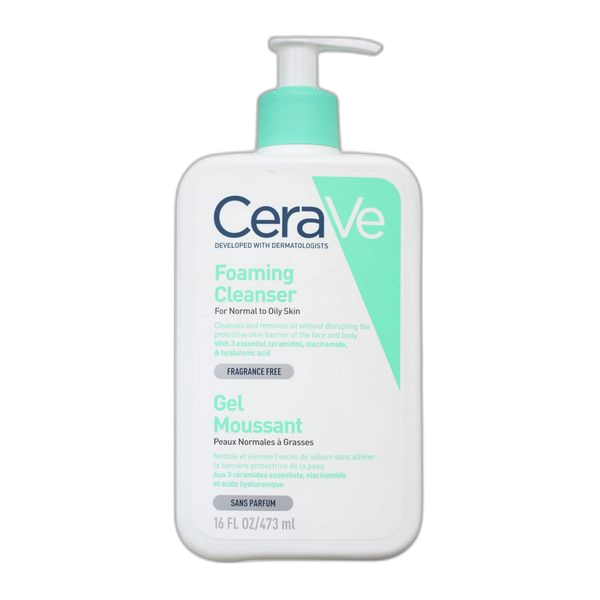 CeraVe
DEVELOPED WITH DERMATOLOGISTS
Foaming
Cleanser
For Normal to Oily Skin
Cleanses and removes oil without disrupting the
protective skin barrier of the face and body
With 3 essential ceramides, niacinamide,
& hyaluronic acid
FRAGRANCE FREE
Gel
Moussant
Peaux Normales à Grasses
Nettoie et élimine l'excès de sébum sans altérer
la barrière protectrice de la peau
Aux 3 céramides essentiels, niacinamide
et acide hyaluronique
SANS PARFUM
16 FL OZ/473 ml